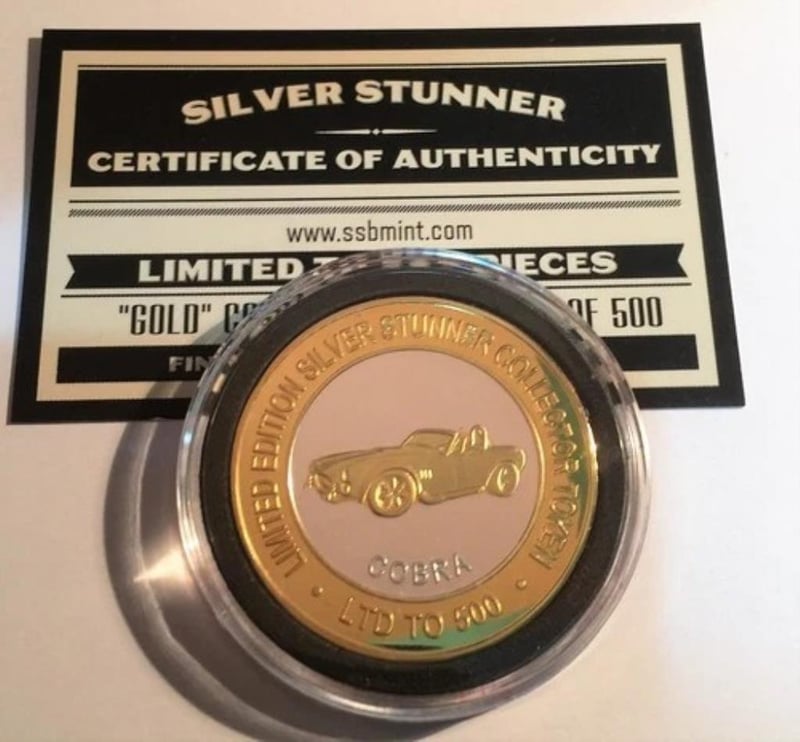 SILVER STUNNER
CERTIFICATE OF AUTHENTICITY
www.ssbmint.com
LIMITED
"GOLD" OF 500
LIMITED EDITION SILVER STUNNER COLLECTOR TOKEN
COBRA
• LTD TO 500 •